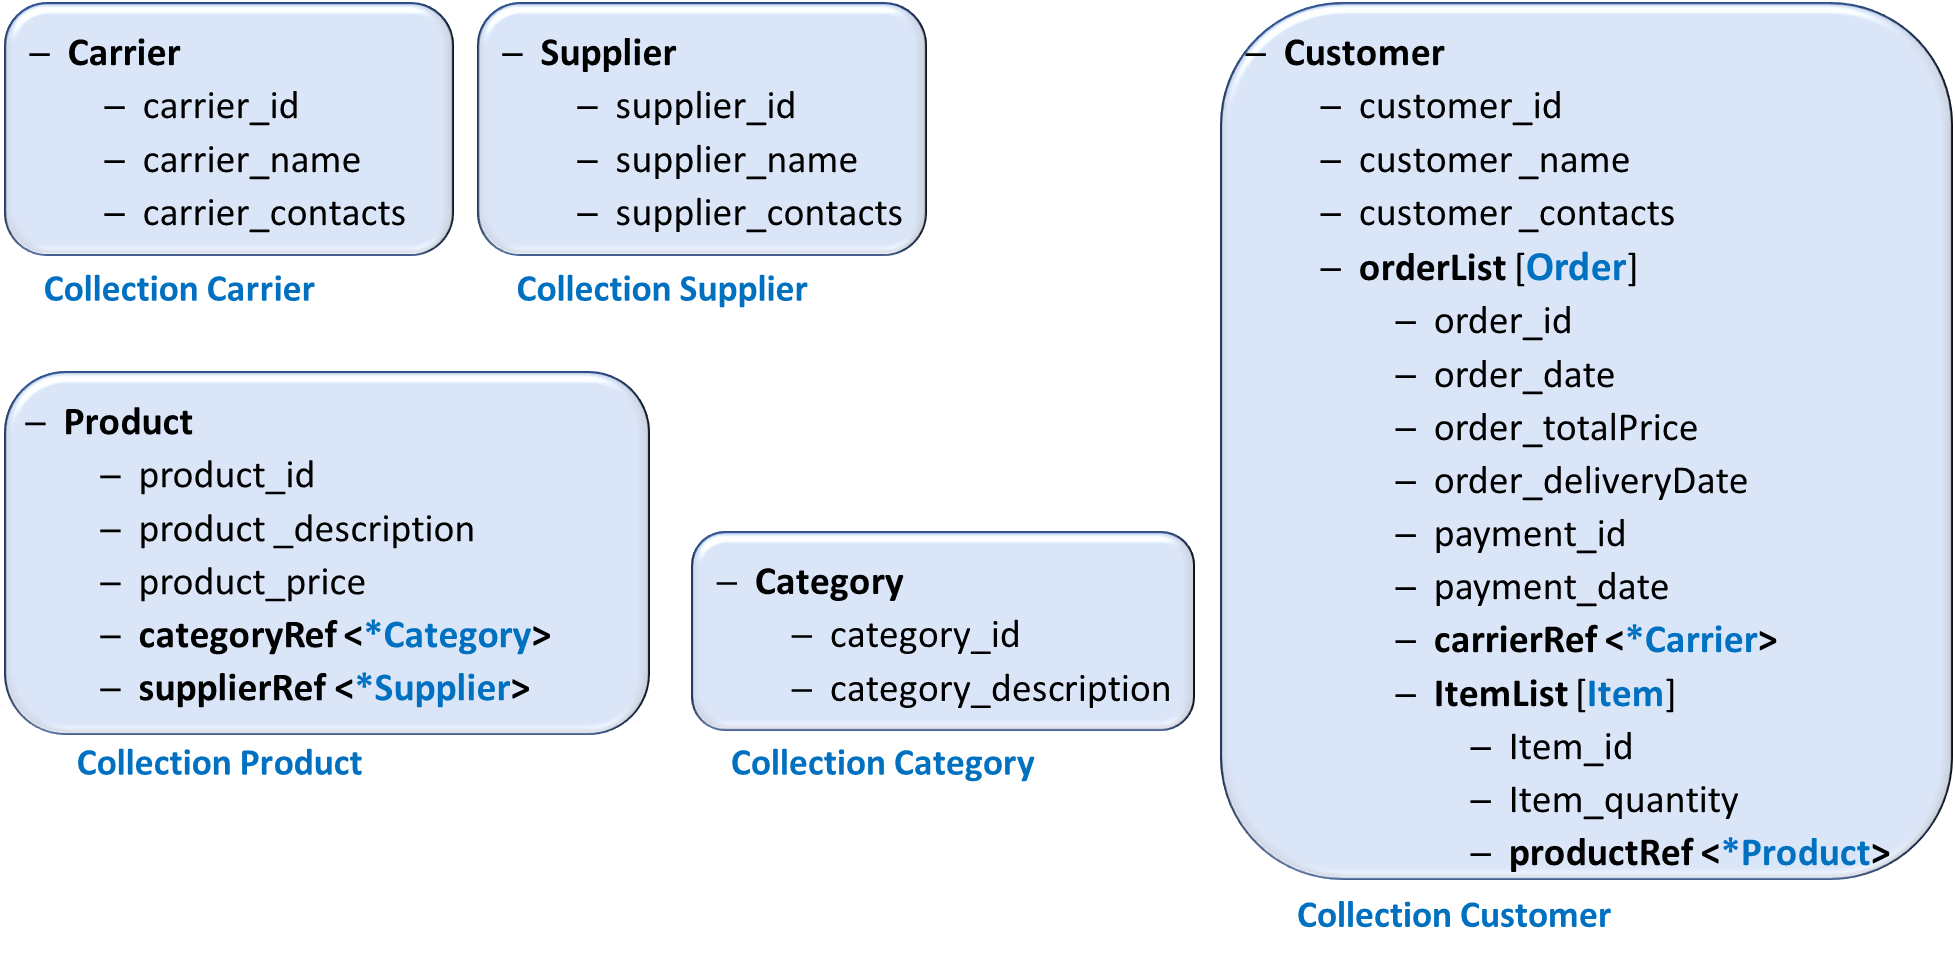 – Carrier
– carrier_id
– carrier_name
– carrier_contacts
Collection Carrier
– Supplier
– supplier_id
– supplier_name
– supplier_contacts
Collection Supplier
– Product
– product_id
– product _description
– product_price
– categoryRef <*Category>
– supplierRef <*Supplier>
Collection Product
– Category
– category_id
– category_description
Collection Category
– Customer
– customer_id
– customer _name
– customer _contacts
– orderList [Order]
– order_id
– order_date
– order_totalPrice
– order_deliveryDate
– payment_id
– payment_date
– carrierRef <*Carrier>
– ItemList [Item]
– Item_id
– Item_quantity
– productRef <*Product>
Collection Customer